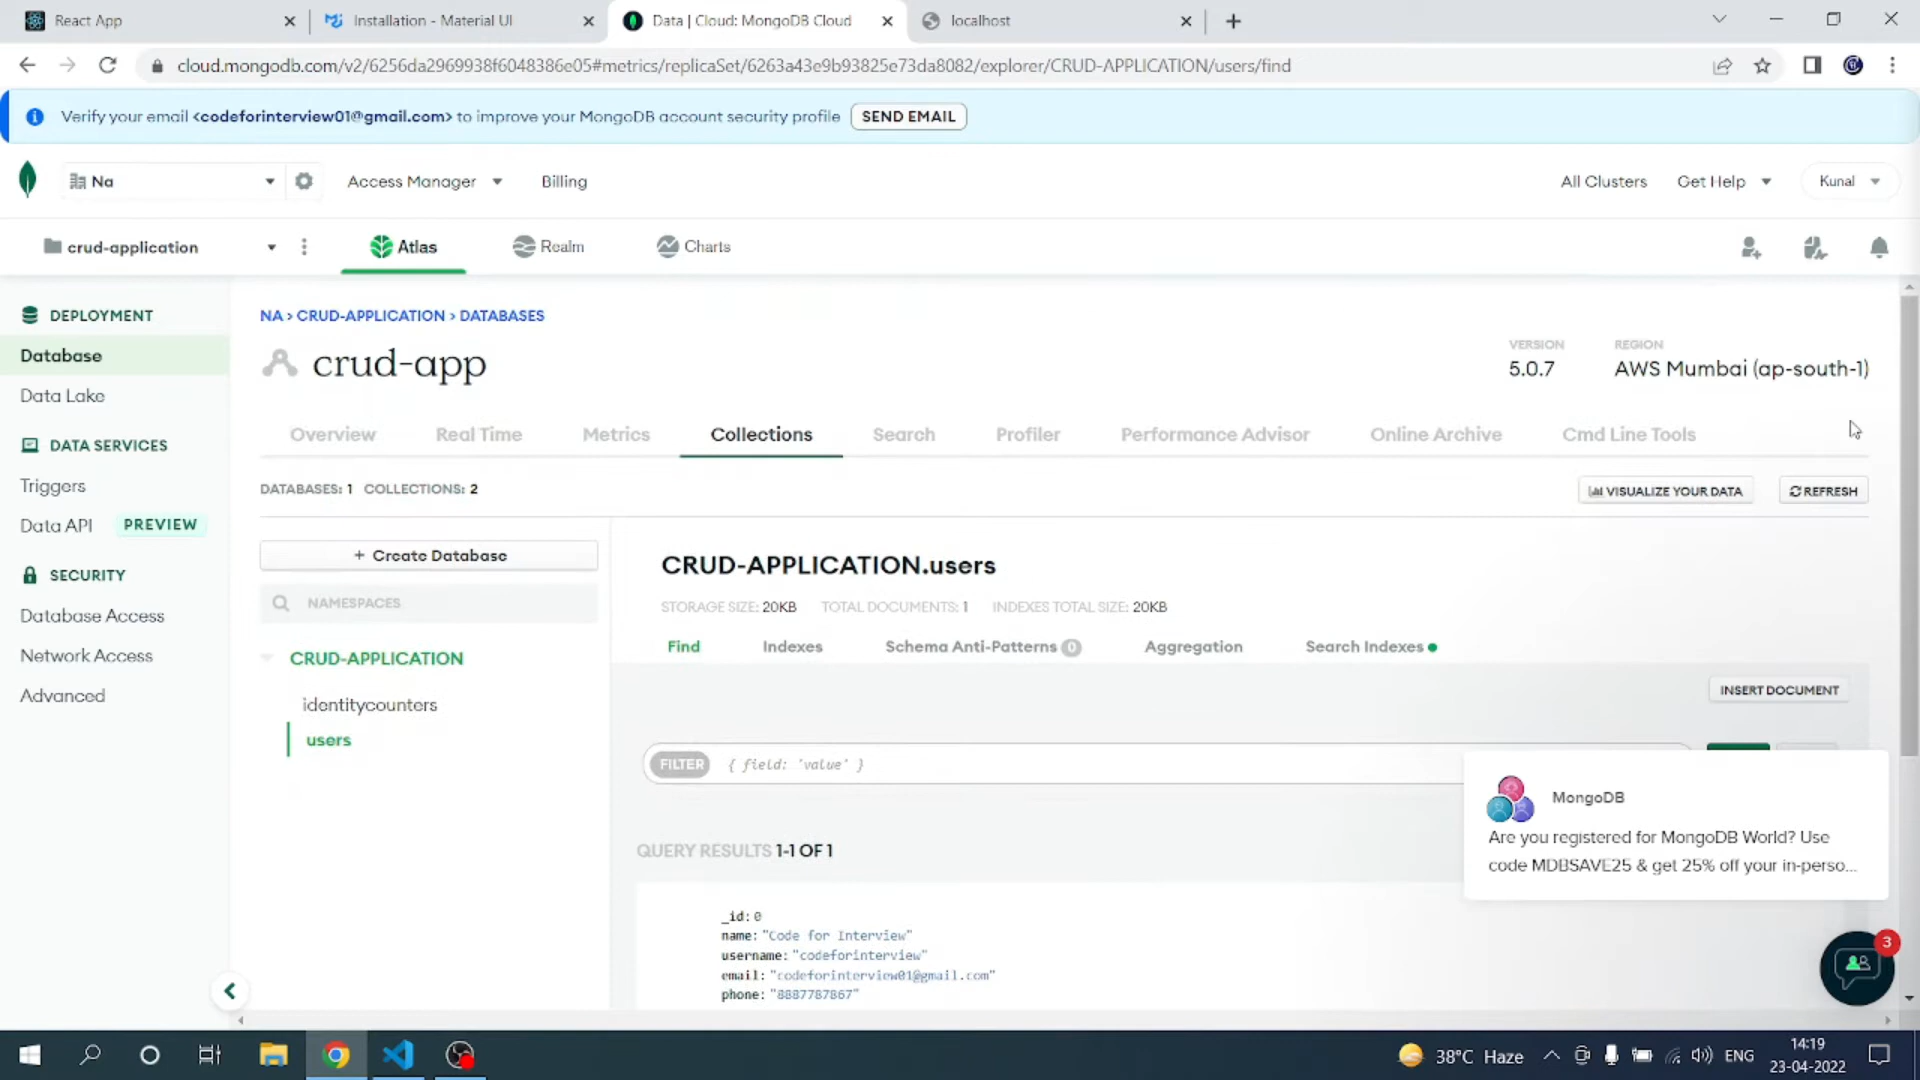 React App
Installation - Material UI
Data | Cloud: MongoDB Cloud
localhost
cloud.mongodb.com/v2/6256da2969938f6048386e05#metrics/replicaSet/6263a43e9b93825e73da8082/explorer/CRUD-APPLICATION/users/find
Verify your email <codeforinterview01@gmail.com> to improve your MongoDB account security profile SEND EMAIL
Na Access Manager Billing All Clusters Get Help Kunal
crud-application Atlas Realm Charts
DEPLOYMENT
Database
Data Lake
DATA SERVICES
Triggers
Data API PREVIEW
SECURITY
Database Access
Network Access
Advanced
NA > CRUD-APPLICATION > DATABASES
crud-app
VERSION
5.0.7
REGION
AWS Mumbai (ap-south-1)
Overview Real Time Metrics Collections Search Profiler Performance Advisor Online Archive Cmd Line Tools
DATABASES: 1 COLLECTIONS: 2
VISUALIZE YOUR DATA REFRESH
+ Create Database
NAMESPACES
CRUD-APPLICATION
identitycounters
users
CRUD-APPLICATION.users
STORAGE SIZE: 20KB TOTAL DOCUMENTS: 1 INDEXES TOTAL SIZE: 20KB
Find Indexes Schema Anti-Patterns 0 Aggregation Search Indexes
INSERT DOCUMENT
FILTER { field: 'value' }
QUERY RESULTS 1-1 OF 1
_id: 0
name: "Code for Interview"
username: "codeforinterview"
email: "codeforinterview01@gmail.com"
phone: "8887787867"
MongoDB
Are you registered for MongoDB World? Use
code MDBSAVE25 & get 25% off your in-perso...
3
38°C Haze
ENG
14:19
23-04-2022